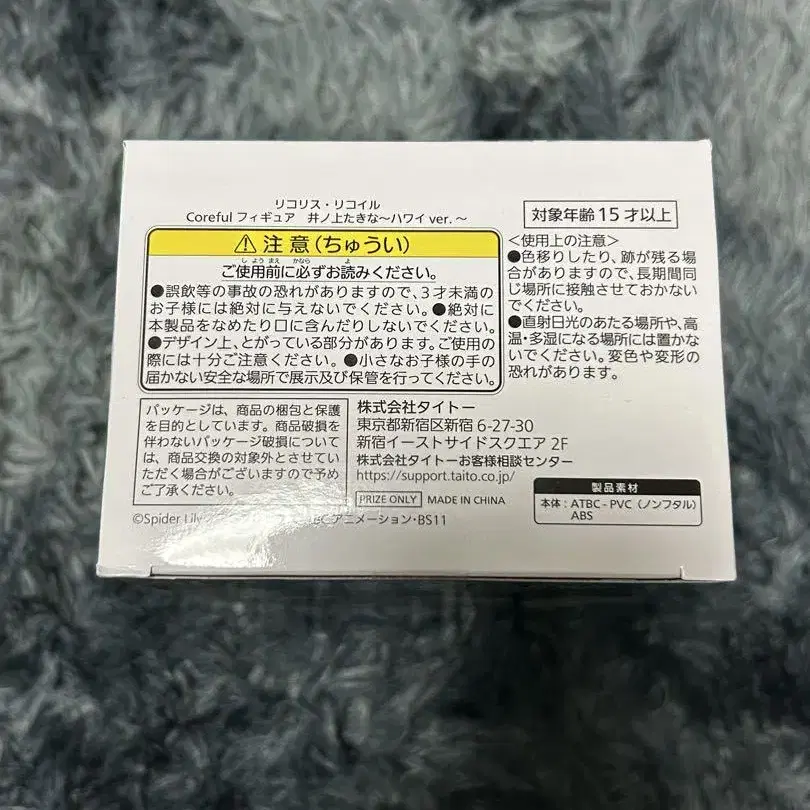 リコリス・リコイル
Coreful フィギュア 井ノ上たきな～ハワイ ver. ～
対象年齢 15 才以上
⚠注意(ちゅうい)
しようまえ かなら よ
ご使用前に必ずお読みください。
●誤飲等の事故の恐れがありますので、3才未満の
お子様には絶対に与えないでください。●絶対に
本製品をなめたり口に含んだりしないでください。
●デザイン上、とがっている部分があります。ご使用の
際には十分ご注意ください。●小さなお子様の手の
届かない安全な場所で展示及び保管を行ってください。
＜使用上の注意＞
●色移りしたり、跡が残る場
合がありますので、長期間同
じ場所に接触させておかない
でください。
●直射日光のあたる場所や、高
温・多湿になる場所には置かな
いでください。変色や変形の
恐れがあります。
パッケージは、商品の梱包と保護
を目的としています。商品破損を
伴わないパッケージ破損について
は、商品交換の対象外とさせてい
ただく場合がございますので予め
ご了承ください。
株式会社タイトー
東京都新宿区新宿 6-27-30
新宿イーストサイドスクエア 2F
株式会社タイトーお客様相談センター
https://support.taito.co.jp/
PRIZE ONLY MADE IN CHINA
製品素材
本体：ATBC-PVC（ノンフタル）
ABS
©Spider Lily アニメーション・BS11